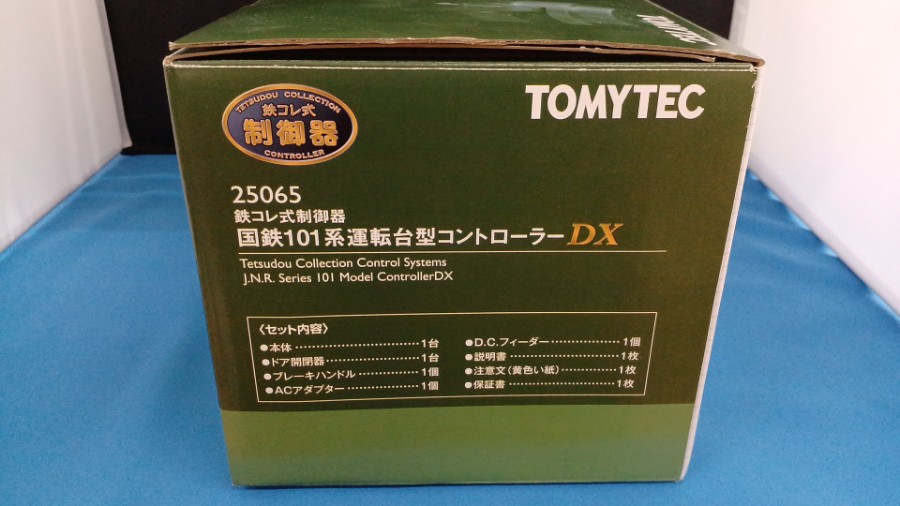 TOMYTEC
TETSUDOU COLLECTION
鉄コレ式
制御器
CONTROLLER
TOMYTEC
25065
鉄コレ式制御器
国鉄101系運転台型コントローラーDX
Tetsudou Collection Control Systems
J.N.R. Series 101 Model ControllerDX
〈セット内容〉
●本体……………………………1台
●ドア開閉器……………………1台
●ブレーキハンドル……………1個
●ACアダプター…………………1個
●D.C.フィーダー………………1個
●説明書…………………………1枚
●注意文(黄色い紙)……………1枚
●保証書…………………………1枚